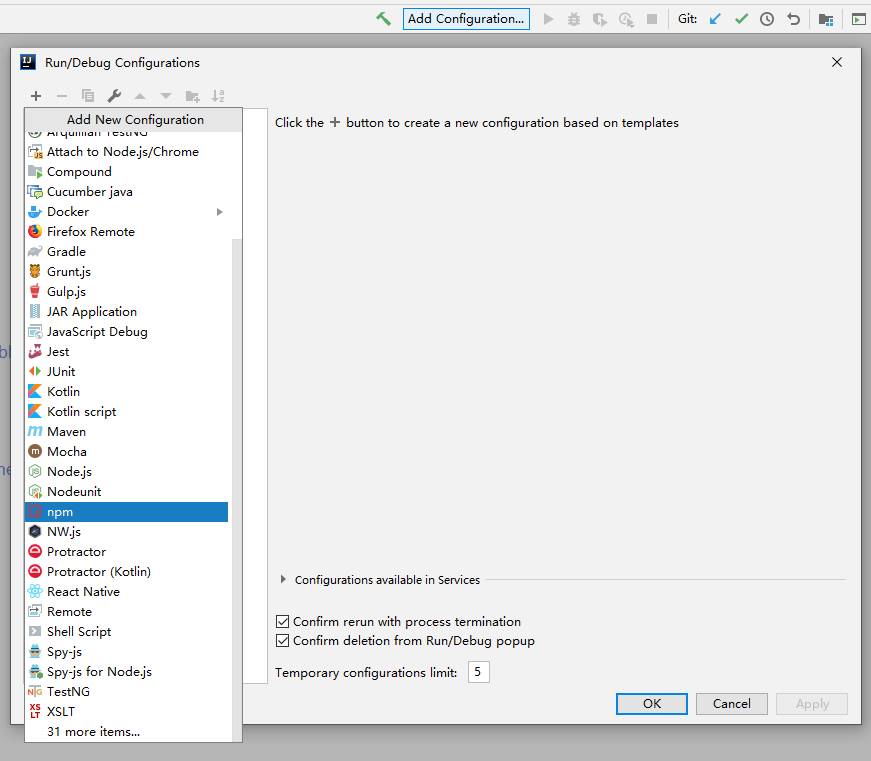 Add Configuration...
Git:
Run/Debug Configurations
Add New Configuration
Click the + button to create a new configuration based on templates
Arquillian TestNG
Attach to Node.js/Chrome
Compound
Cucumber java
Docker
Firefox Remote
Gradle
Grunt.js
Gulp.js
JAR Application
JavaScript Debug
Jest
JUnit
Kotlin
Kotlin script
Maven
Mocha
Node.js
Nodeunit
npm
NW.js
Protractor
Protractor (Kotlin)
React Native
Remote
Shell Script
Spy-js
Spy-js for Node.js
TestNG
XSLT
31 more items...
Configurations available in Services
Confirm rerun with process termination
Confirm deletion from Run/Debug popup
Temporary configurations limit: 5
OK Cancel Apply